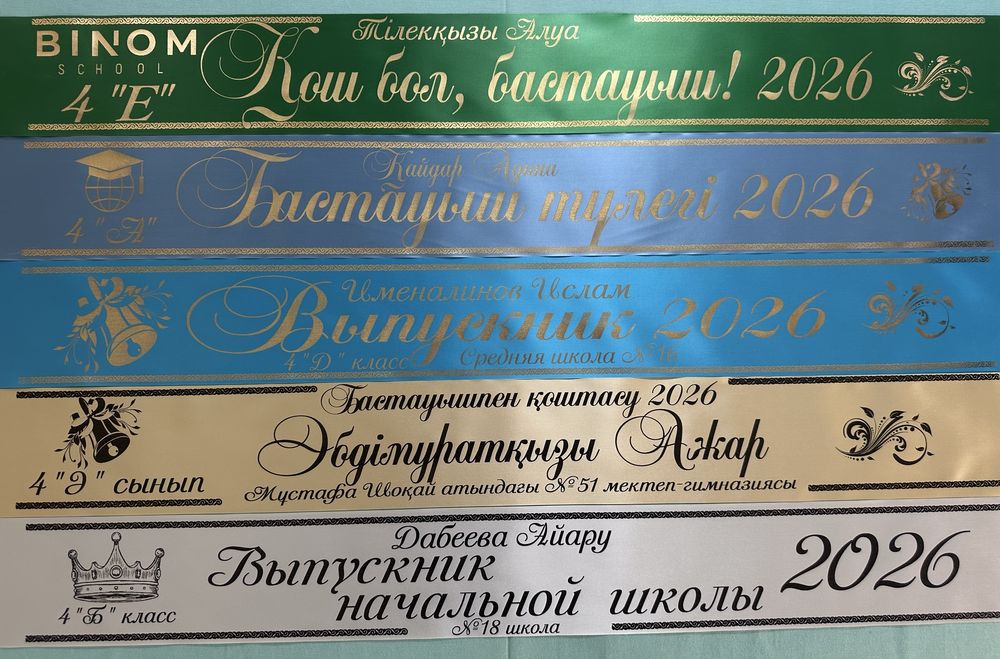 BINOM
SCHOOL
4 "Е"
Тілекқызы Алуа
Қош бол, бастауыш! 2026
4 "А"
Қайдар
Бастауыш түлегі 2026
Именалинов Ислам
Выпускник 2026
4 "Д" класс Средняя школа №16
Бастауышпен қоштасу 2026
Әбдімуратқызы Ажар
4 "Ә" сынып
Мұстафа Шоқай атындағы №51 мектеп-гимназиясы
Дабеева Айару
Выпускник
начальной школы 2026
4 "Б" класс
№18 школа